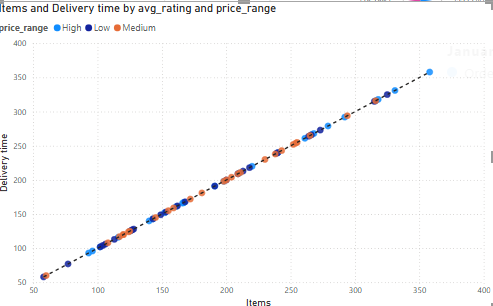 Items and Delivery time by avg_rating and price_range
price_range High Low Medium
Delivery time
400
350
300
250
200
150
100
50
50 100 150 200 250 300 350 400
Items